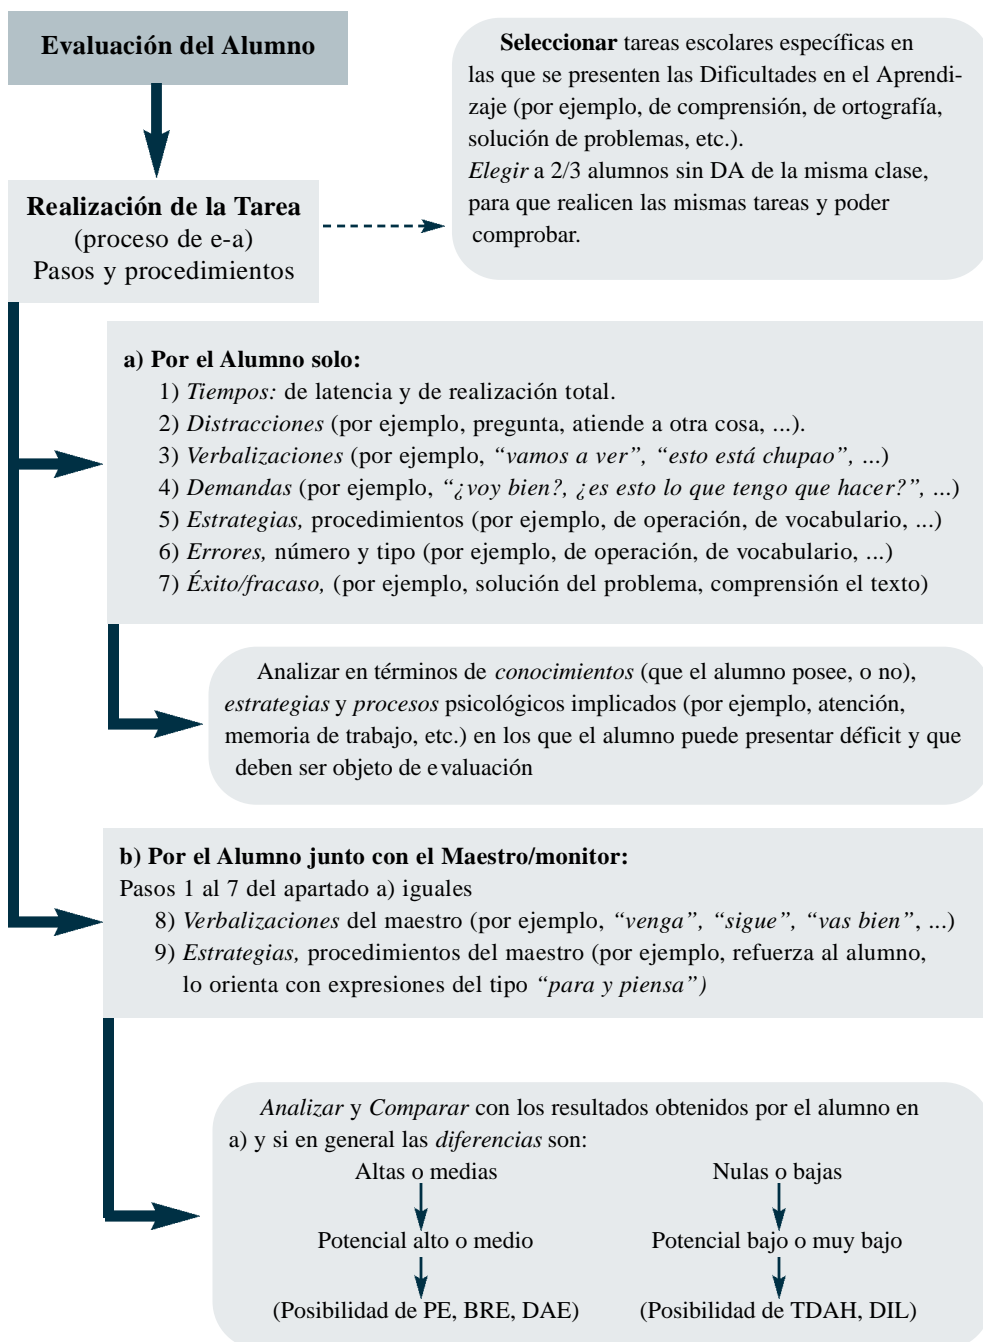 Evaluación del Alumno
Seleccionar tareas escolares específicas en
las que se presenten las Dificultades en el Aprendi-
zaje (por ejemplo, de comprensión, de ortografía,
solución de problemas, etc.).
Elegir a 2/3 alumnos sin DA de la misma clase,
para que realicen las mismas tareas y poder
comprobar.
Realización de la Tarea
(proceso de e-a)
Pasos y procedimientos
a) Por el Alumno solo:
1) Tiempos: de latencia y de realización total.
2) Distracciones (por ejemplo, pregunta, atiende a otra cosa, ...).
3) Verbalizaciones (por ejemplo, “vamos a ver”, “esto está chupao”, ...)
4) Demandas (por ejemplo, “¿voy bien?, ¿es esto lo que tengo que hacer?”, ...)
5) Estrategias, procedimientos (por ejemplo, de operación, de vocabulario, ...)
6) Errores, número y tipo (por ejemplo, de operación, de vocabulario, ...)
7) Éxito/fracaso, (por ejemplo, solución del problema, comprensión el texto)
Analizar en términos de conocimientos (que el alumno posee, o no),
estrategias y procesos psicológicos implicados (por ejemplo, atención,
memoria de trabajo, etc.) en los que el alumno puede presentar déficit y que
deben ser objeto de evaluación
b) Por el Alumno junto con el Maestro/monitor:
Pasos 1 al 7 del apartado a) iguales
8) Verbalizaciones del maestro (por ejemplo, “venga”, “sigue”, “vas bien”, ...)
9) Estrategias, procedimientos del maestro (por ejemplo, refuerza al alumno,
lo orienta con expresiones del tipo “para y piensa”)
Analizar y Comparar con los resultados obtenidos por el alumno en
a) y si en general las diferencias son:
Altas o medias
Nulas o bajas
Potencial alto o medio
Potencial bajo o muy bajo
(Posibilidad de PE, BRE, DAE)
(Posibilidad de TDAH, DIL)